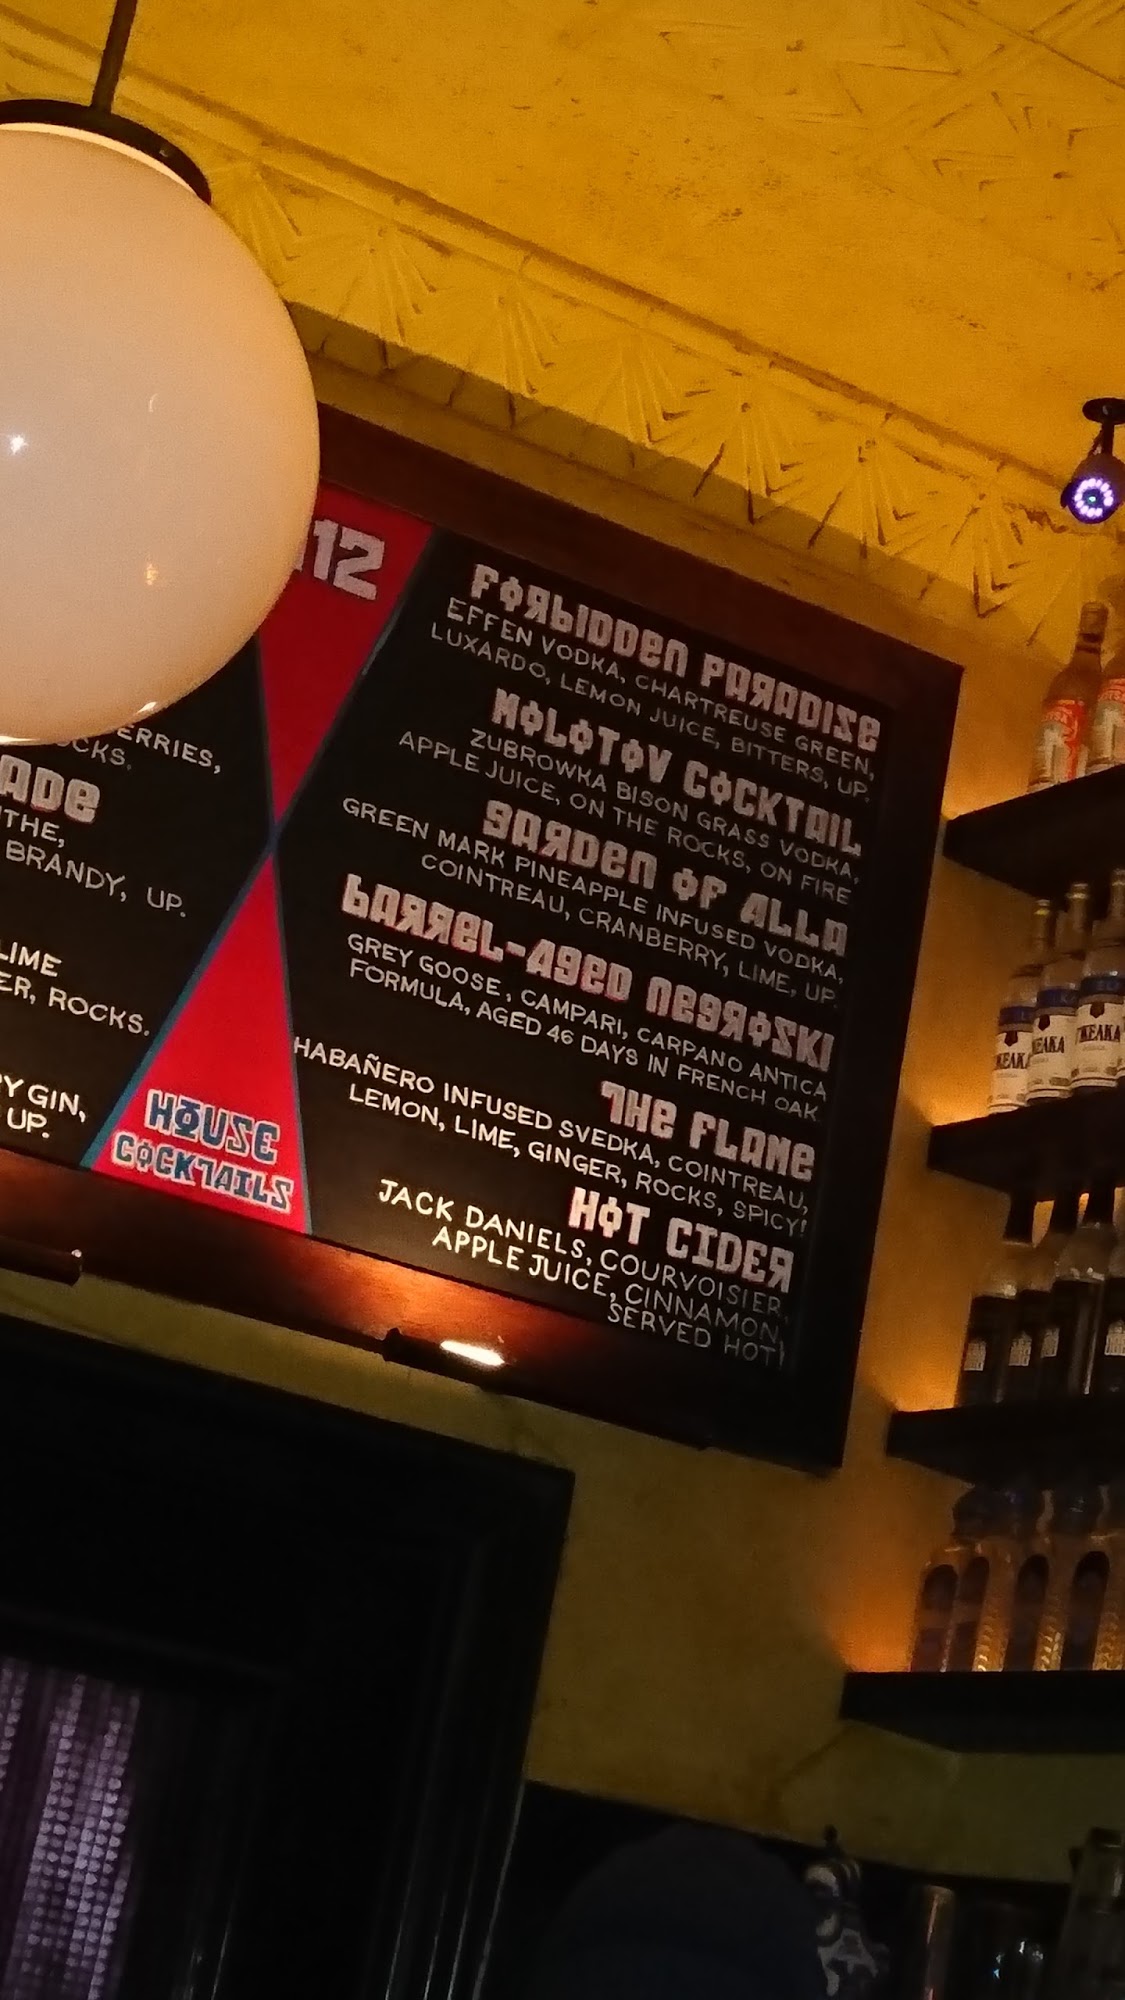 12
ERRIES,
OCKS.
ADE
THE,
BRANDY, UP.
LIME
ER, ROCKS.
Y GIN,
UP.
HOUSE
COCKTAILS
FORBIDDEN PARADISE
EFFEN VODKA, CHARTREUSE GREEN,
LUXARDO, LEMON JUICE, BITTERS, UP.
MOLOTOV COCKTAIL
ZUBROWKA BISON GRASS VODKA,
APPLE JUICE, ON THE ROCKS, ON FIRE
GARDEN OF ALLA
GREEN MARK PINEAPPLE INFUSED VODKA,
COINTREAU, CRANBERRY, LIME, UP.
BARREL-AGED NEGROSKI
GREY GOOSE, CAMPARI, CARPANO ANTICA
FORMULA, AGED 46 DAYS IN FRENCH OAK
THE FLAME
HABAÑERO INFUSED SVEDKA, COINTREAU,
LEMON, LIME, GINGER, ROCKS, SPICY!
HOT CIDER
JACK DANIELS, COURVOISIER,
APPLE JUICE, CINNAMON,
SERVED HOT!